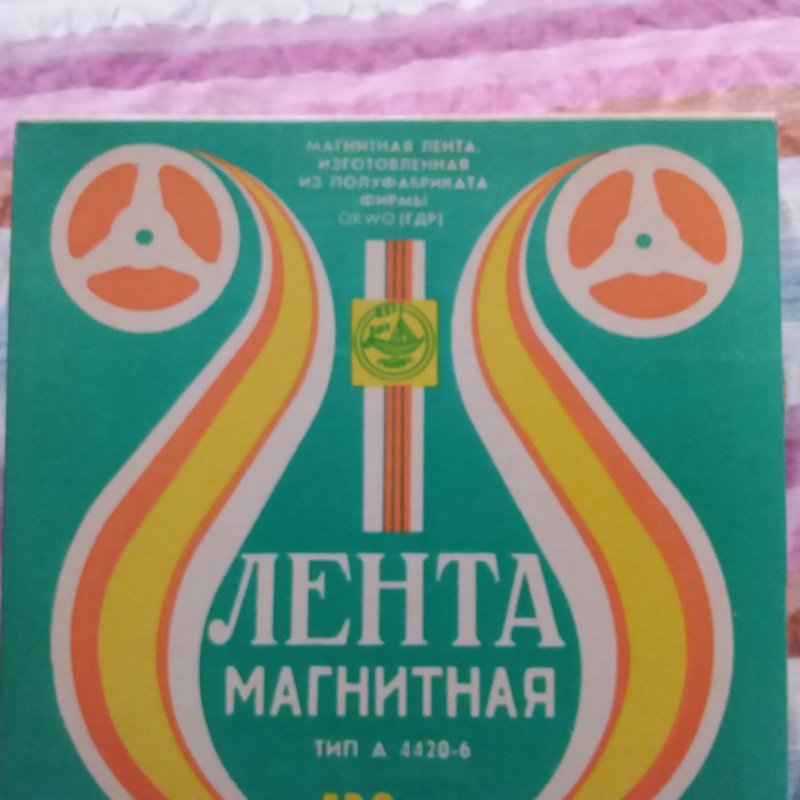 МАГНИТНАЯ ЛЕНТА,
ИЗГОТОВЛЕННАЯ
ИЗ ПОЛУФАБРИКАТА
ФИРМЫ
ORWO (ГДР)
ЛЕНТА
МАГНИТНАЯ
ТИП А 4420-6